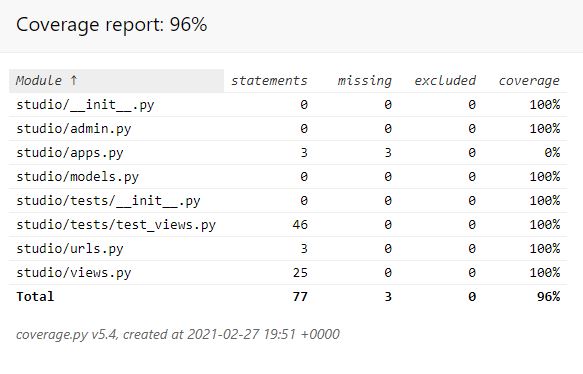 Coverage report: 96%
Module ↑ statements missing excluded coverage
studio/__init__.py 0 0 0 100%
studio/admin.py 0 0 0 100%
studio/apps.py 3 3 0 0%
studio/models.py 0 0 0 100%
studio/tests/__init__.py 0 0 0 100%
studio/tests/test_views.py 46 0 0 100%
studio/urls.py 3 0 0 100%
studio/views.py 25 0 0 100%
Total 77 3 0 96%
coverage.py v5.4, created at 2021-02-27 19:51 +0000